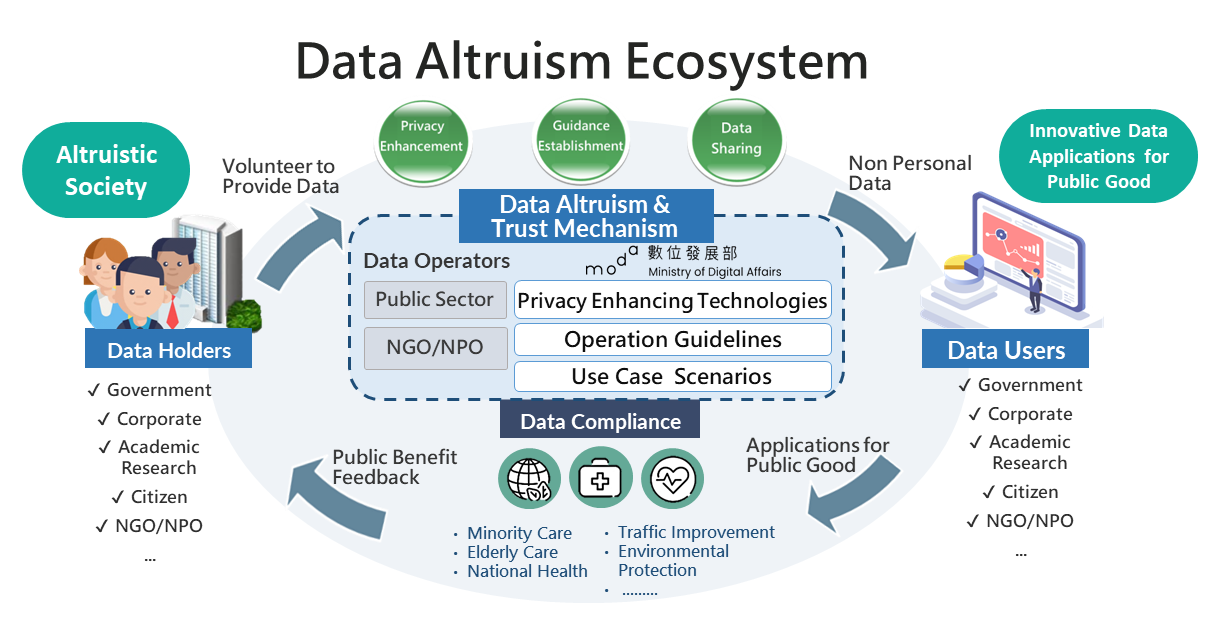 Data Altruism Ecosystem
Privacy
Enhancement
Guidance
Establishment
Data
Sharing
Altruistic
Society
Volunteer to
Provide Data
Non Personal
Data
Innovative Data
Applications for
Public Good
Data Altruism &
Trust Mechanism
Data Operators
moda 數位發展部
Ministry of Digital Affairs
Public Sector
NGO/NPO
Privacy Enhancing Technologies
Operation Guidelines
Use Case Scenarios
Data Holders
✓ Government
✓ Corporate
✓ Academic
Research
✓ Citizen
✓ NGO/NPO
...
Data Users
✓ Government
✓ Corporate
✓ Academic
Research
✓ Citizen
✓ NGO/NPO
...
Data Compliance
Public Benefit
Feedback
Applications for
Public Good
• Minority Care
• Elderly Care
• National Health
• Traffic Improvement
• Environmental
Protection
• .........